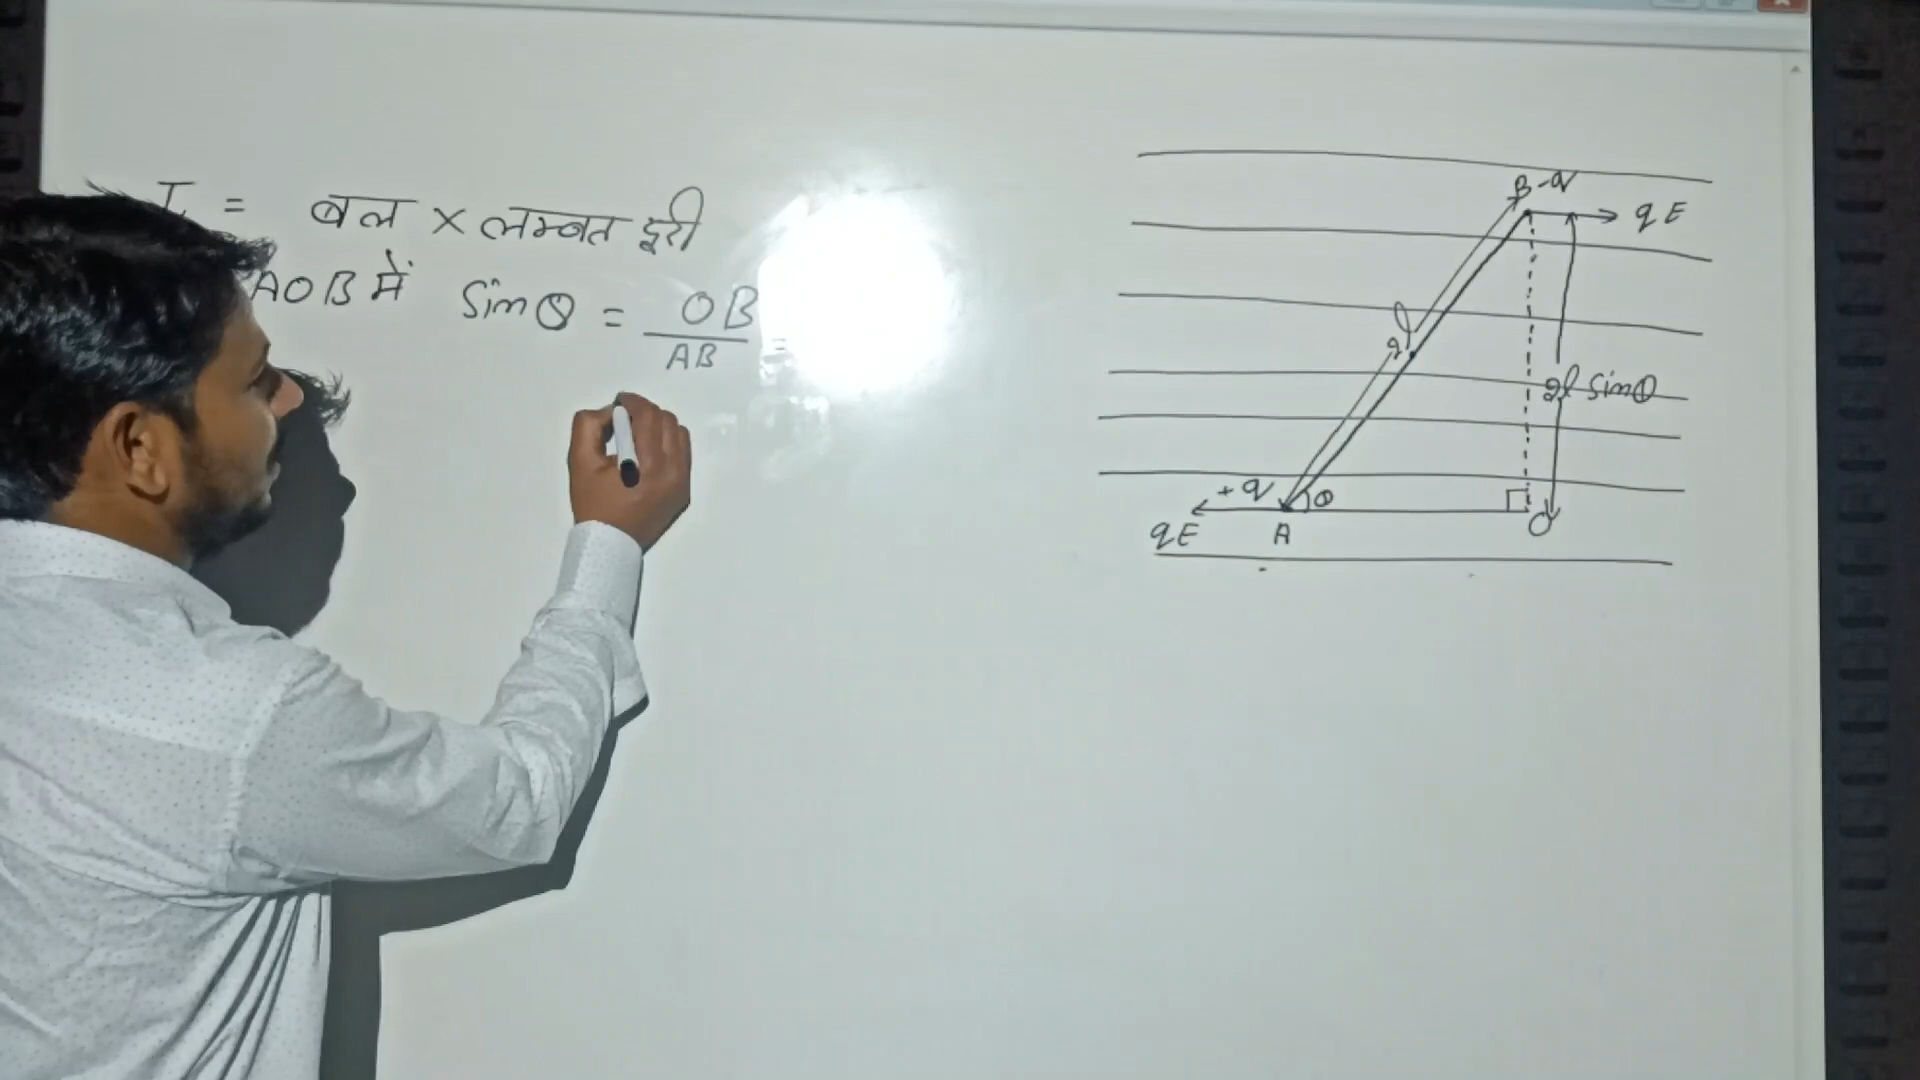 = बल × लम्बत दूरी
AOB में Sinθ = OB / AB =
B -q
qE
2l
2l Sinθ
+q
θ
qE
A
O